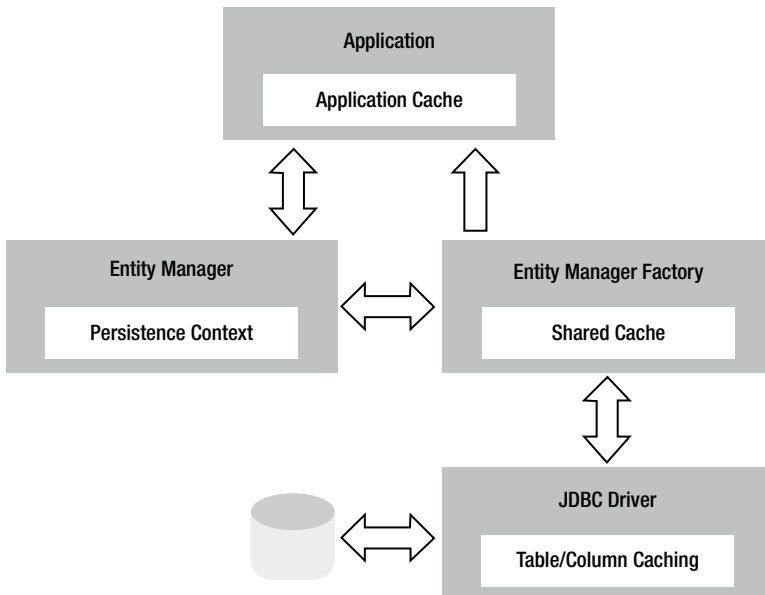 Application
Application Cache
Entity Manager
Persistence Context
Entity Manager Factory
Shared Cache
JDBC Driver
Table/Column Caching